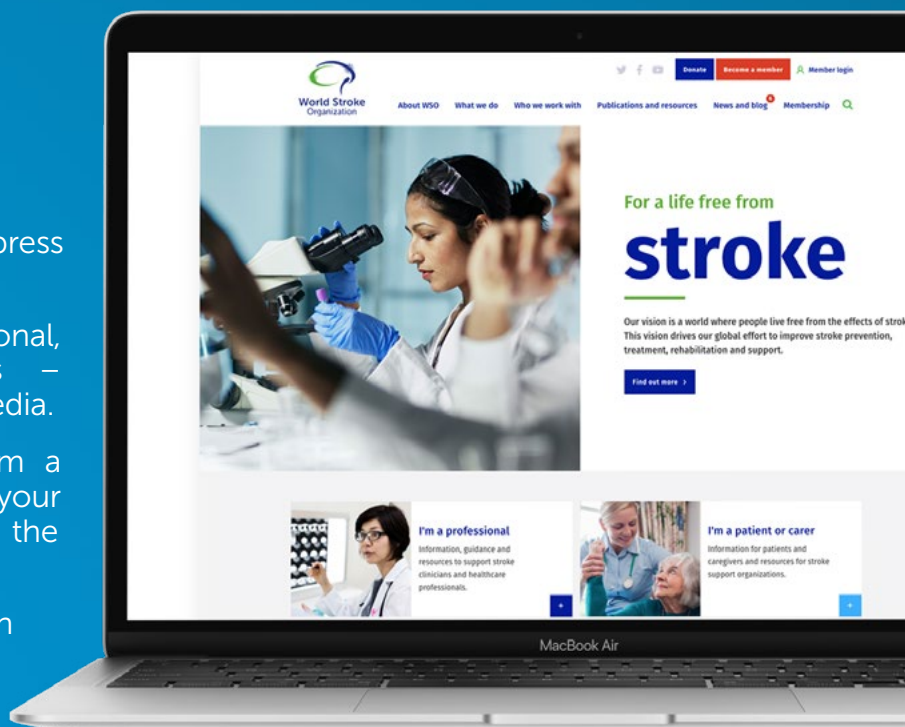 press
onal,
s –
edia.
m a
your
the
n
World Stroke
Organization
Donate
Become a member
Member login
About WSO What we do Who we work with Publications and resources News and blog Membership
For a life free from
stroke
Our vision is a world where people live free from the effects of strok
This vision drives our global effort to improve stroke prevention,
treatment, rehabilitation and support.
Find out more >
I'm a professional
Information, guidance and
resources to support stroke
clinicians and healthcare
professionals.
+
I'm a patient or carer
Information for patients and
caregivers and resources for stroke
support organizations.
+
MacBook Air